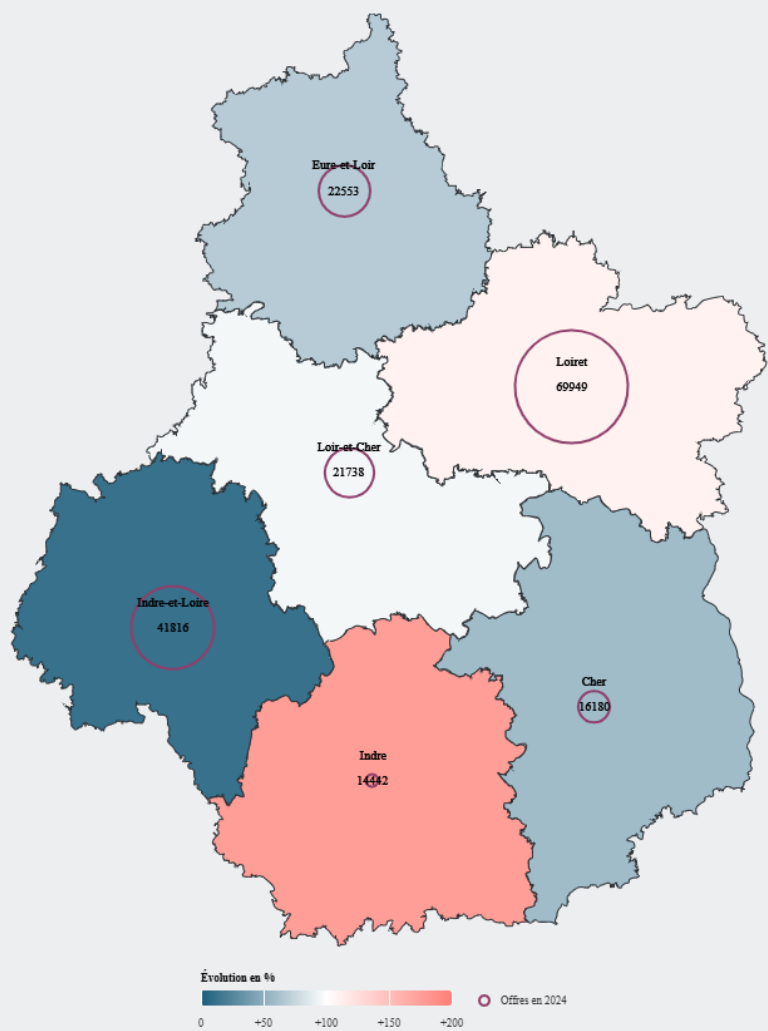 Eure-et-Loir
22553
Loiret
69949
Loir-et-Cher
21738
Indre-et-Loire
41816
Cher
16180
Indre
14442
Évolution en %
0 +50 +100 +150 +200
Offres en 2024